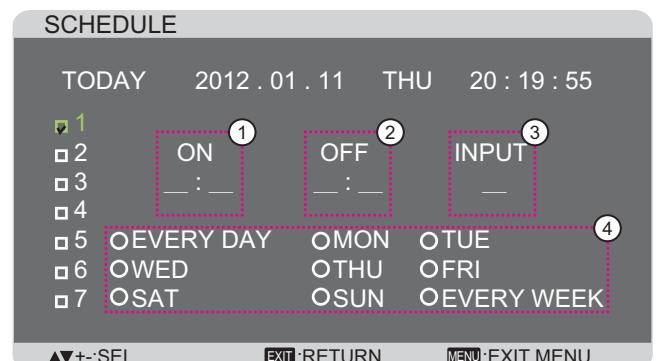 SCHEDULE
TODAY 2012 . 01 . 11 THU 20 : 19 : 55
1
2 ON OFF INPUT
3 __ : __ __ : __ __
4
5 EVERY DAY MON TUE
6 WED THU FRI
7 SAT SUN EVERY WEEK
1
2
3
4
+-:SEL EXIT :RETURN MENU :EXIT MENU